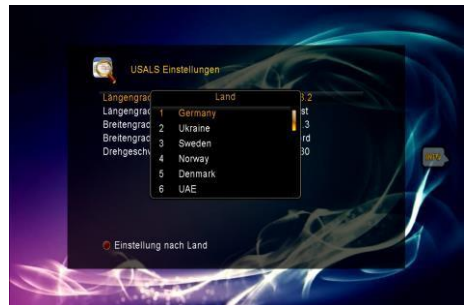 USALS Einstellungen
Land
Längengrad
Längengrad
Breitengrad
Breitengrad
1 Germany
2 Ukraine
3 Sweden
4 Norway
5 Denmark
6 UAE
Einstellung nach Land